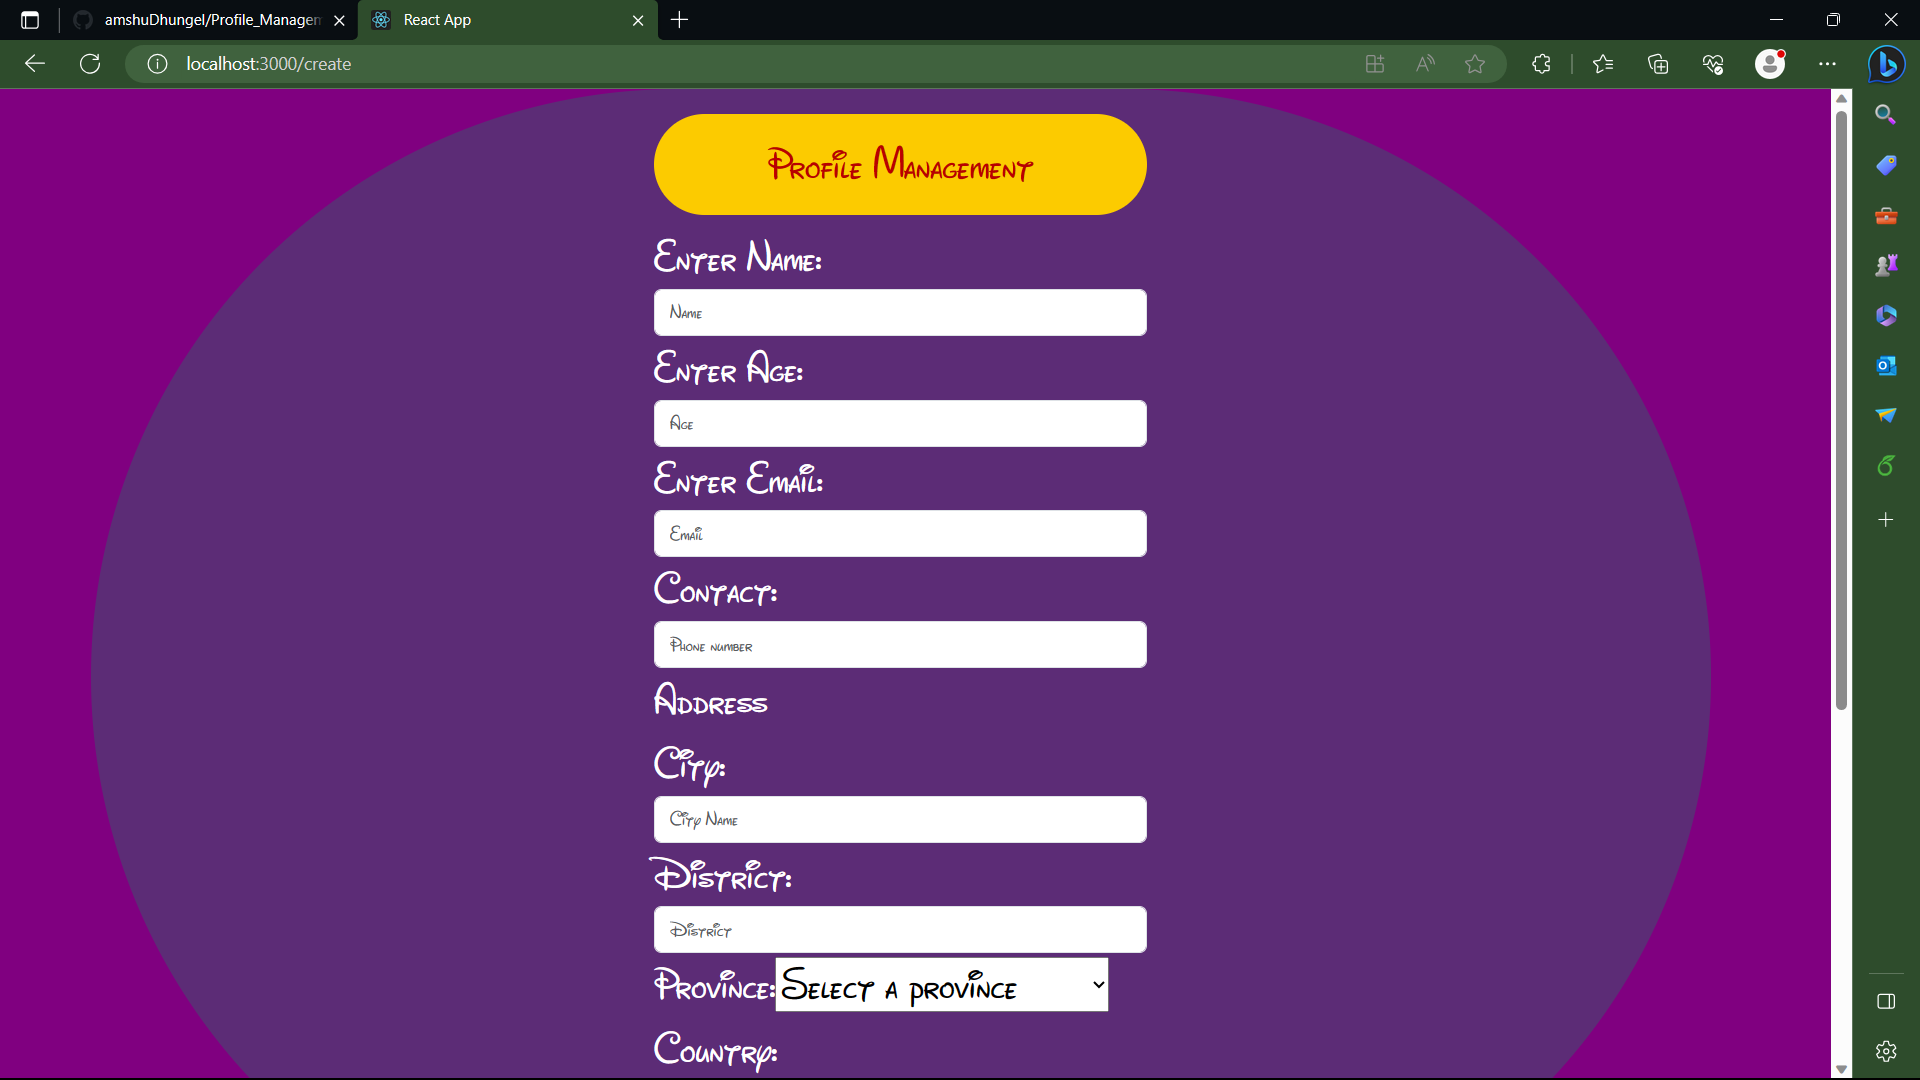 amshuDhungel/Profile_Managem
React App
localhost:3000/create
Profile Management
Enter Name:
Name
Enter Age:
Age
Enter Email:
Email
Contact:
Phone number
Address
City:
City Name
District:
District
Province: Select a province
Country: